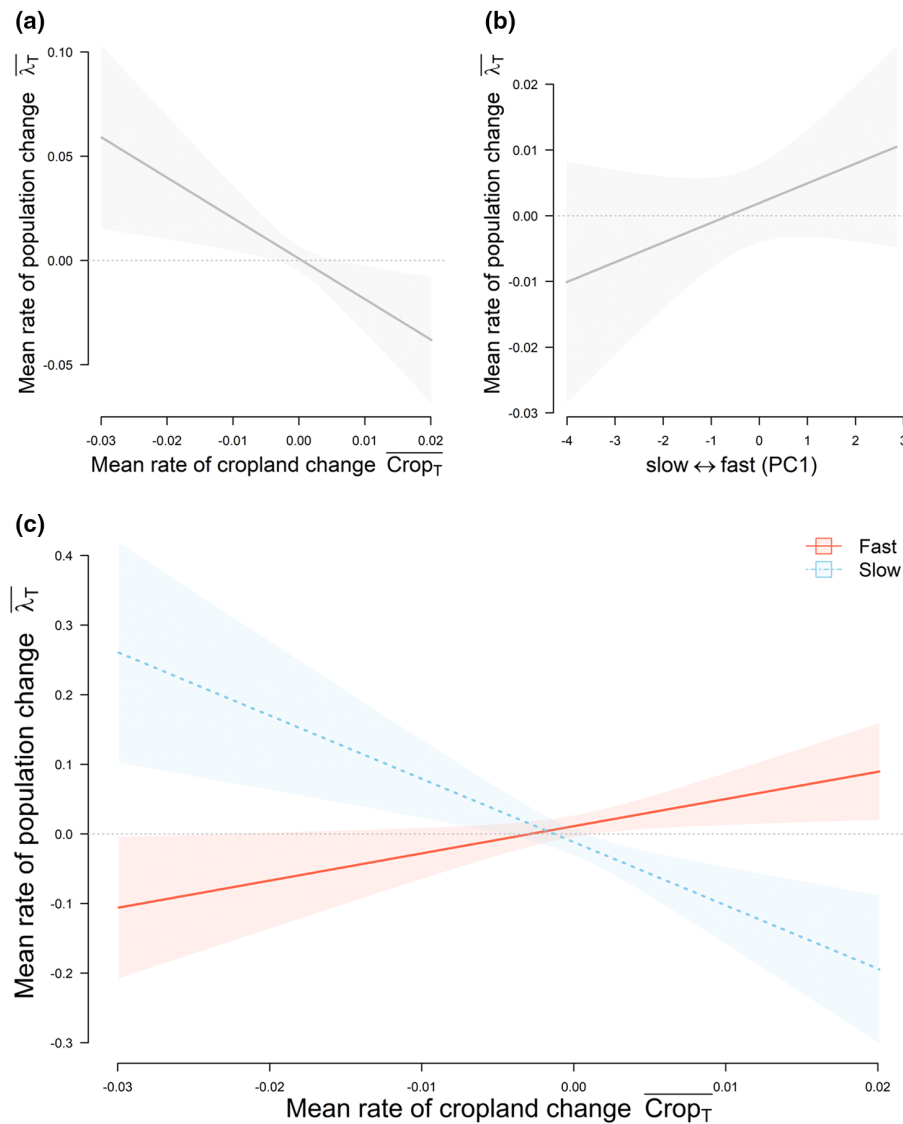 (a)
Mean rate of population change λT
0.10
0.05
0.00
-0.05
-0.03 -0.02 -0.01 0.00 0.01 0.02
Mean rate of cropland change CropT
(b)
Mean rate of population change λT
0.02
0.01
0.00
-0.01
-0.02
-0.03
-4 -3 -2 -1 0 1 2 3
slow ↔ fast (PC1)
(c)
Fast
Slow
Mean rate of population change λT
0.4
0.3
0.2
0.1
0.0
-0.1
-0.2
-0.3
-0.03 -0.02 -0.01 0.00 0.01 0.02
Mean rate of cropland change CropT